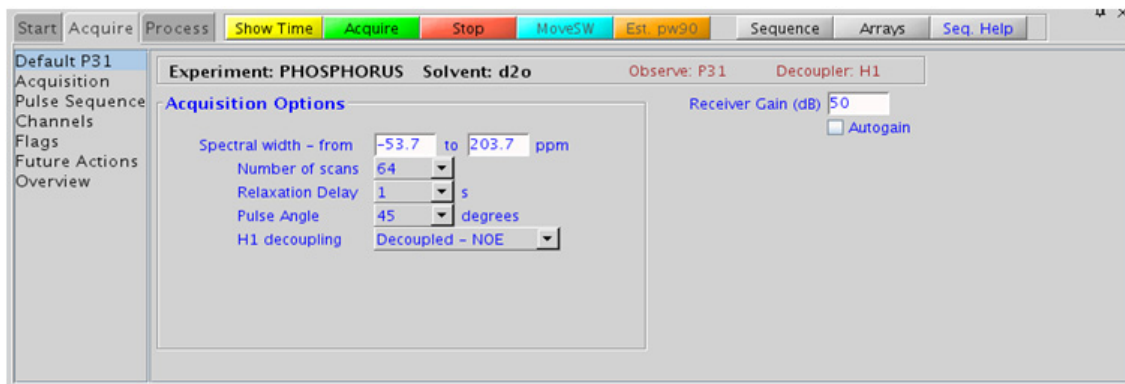 Start Acquire Process Show Time Acquire Stop MoveSW Est. pw90 Sequence Arrays Seq. Help
Default P31
Acquisition
Pulse Sequence
Channels
Flags
Future Actions
Overview
Experiment: PHOSPHORUS Solvent: d2o Observe: P31 Decoupler: H1
Acquisition Options
Spectral width – from -53.7 to 203.7 ppm
Number of scans 64
Relaxation Delay 1 s
Pulse Angle 45 degrees
H1 decoupling Decoupled – NOE
Receiver Gain (dB) 50
Autogain